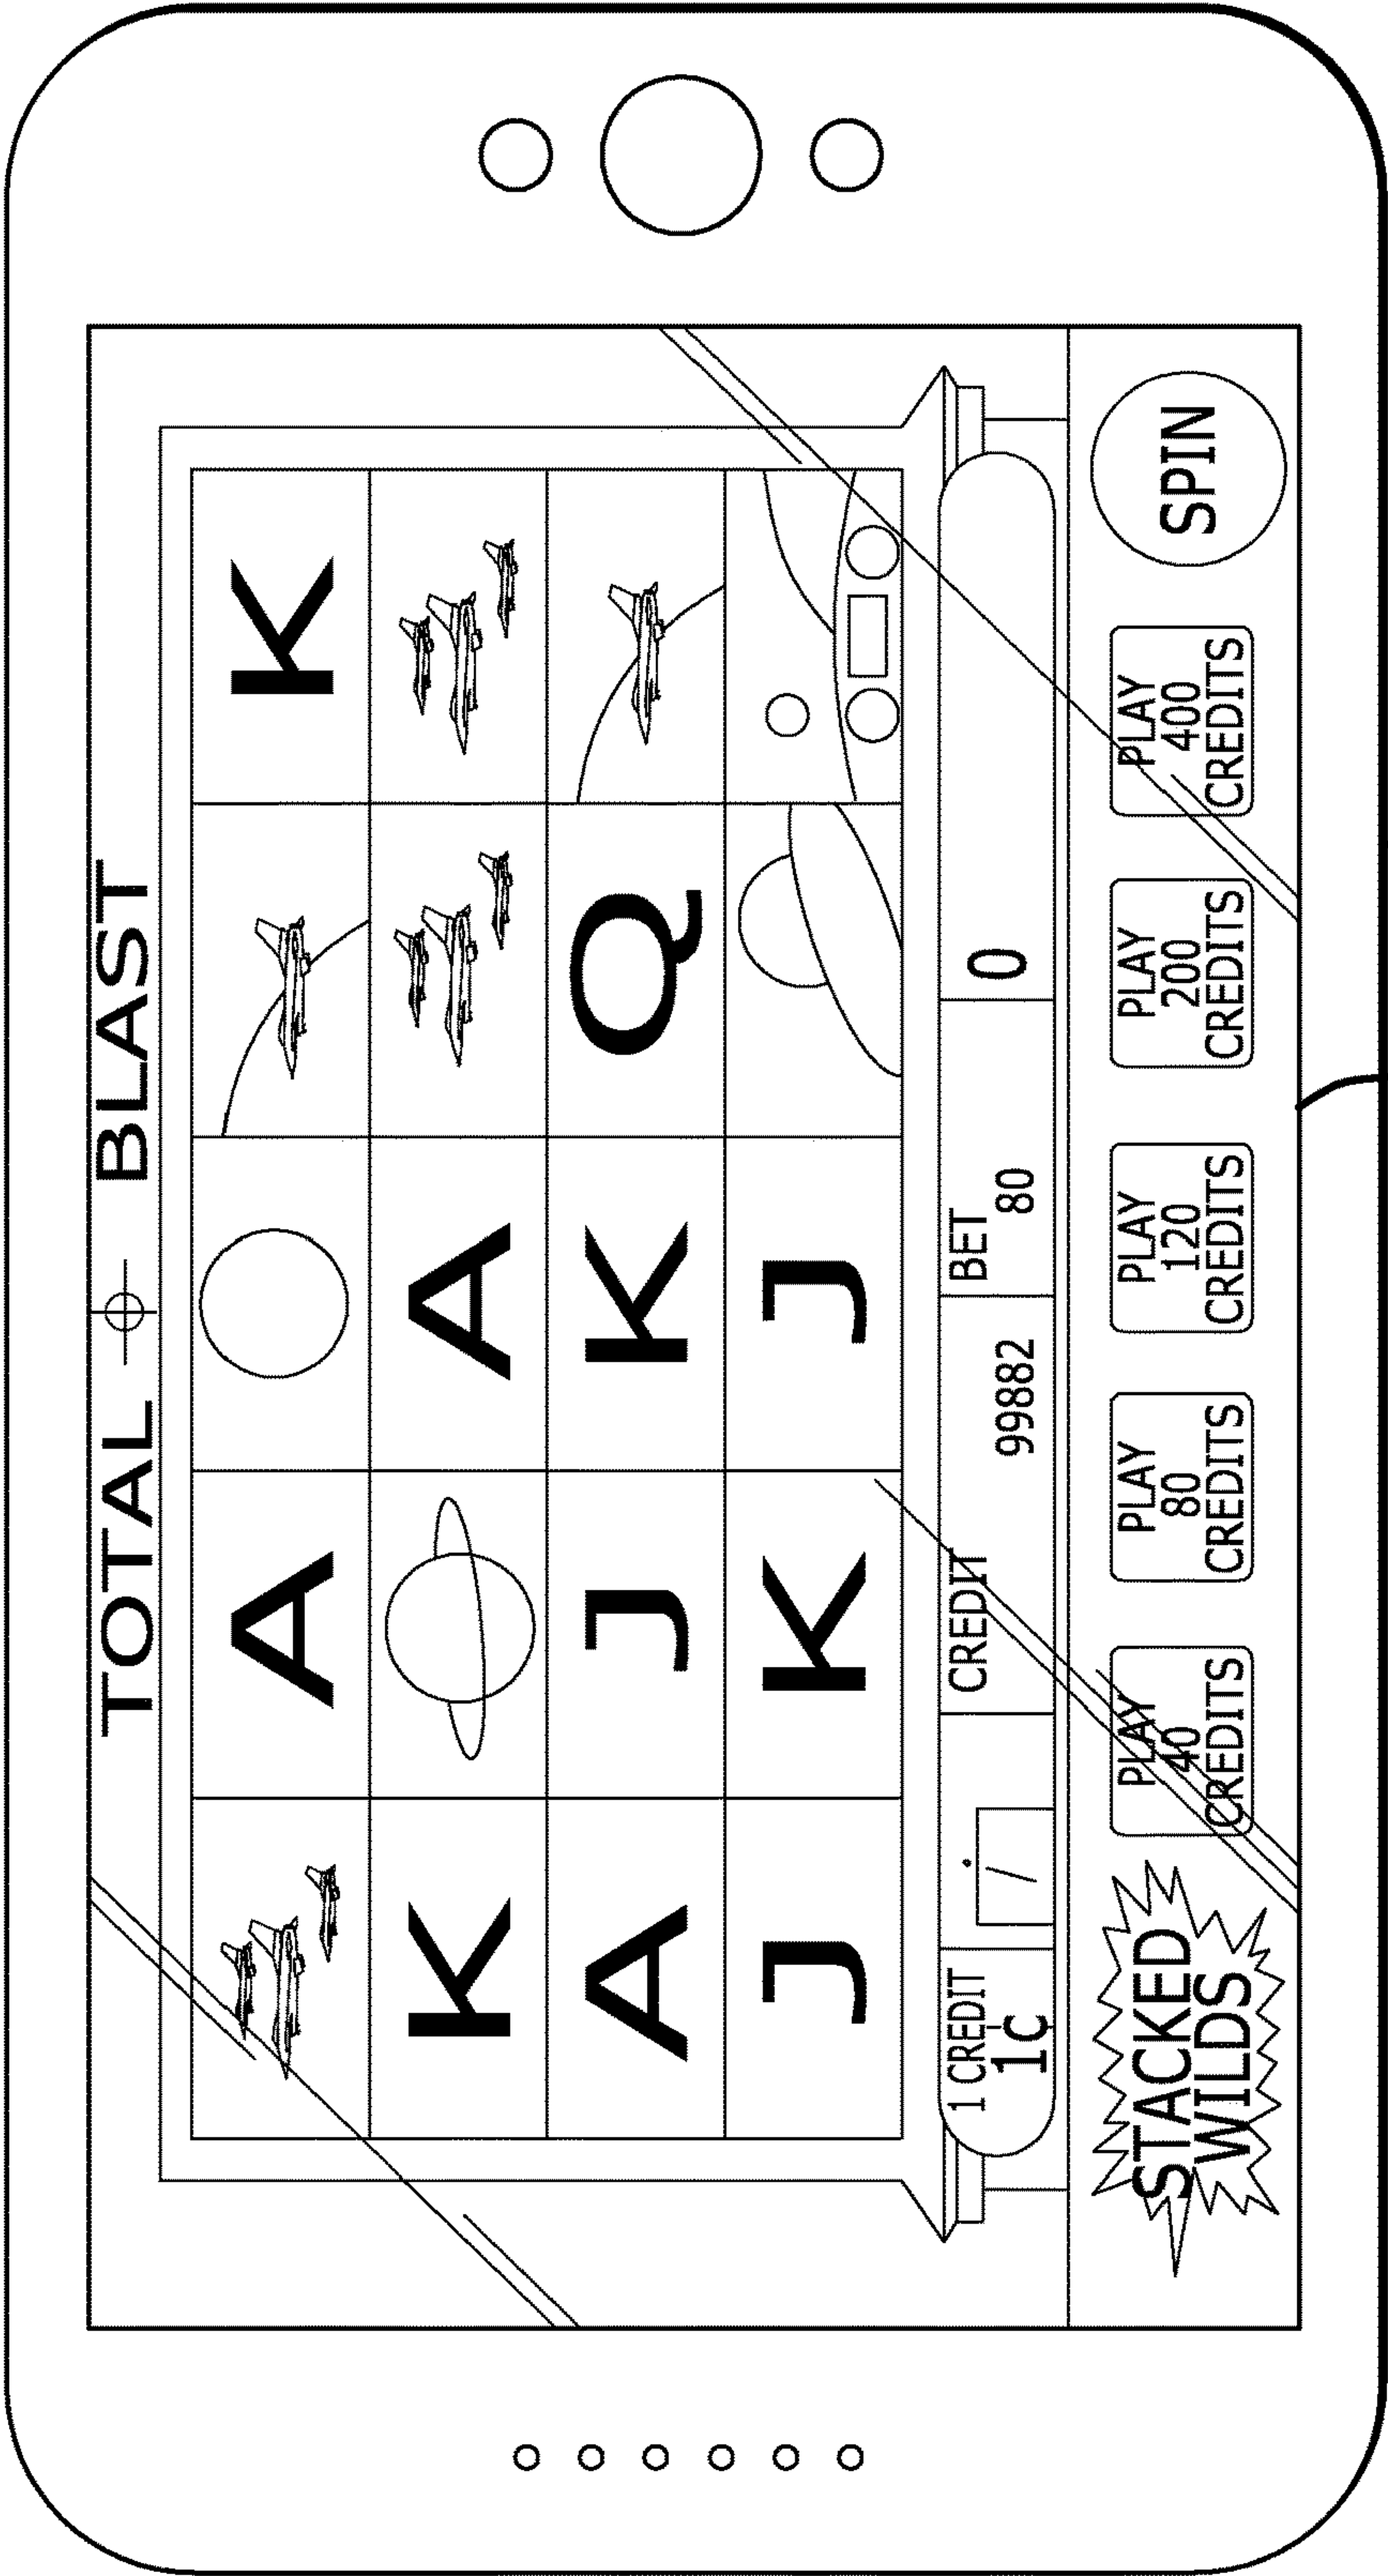 TOTAL BLAST
A K
K A
A J K Q
J K J
1 CREDIT
1C
CREDIT
99882
BET
80
0
STACKED
WILDS
PLAY
40
CREDITS
PLAY
80
CREDITS
PLAY
120
CREDITS
PLAY
200
CREDITS
PLAY
400
CREDITS
SPIN